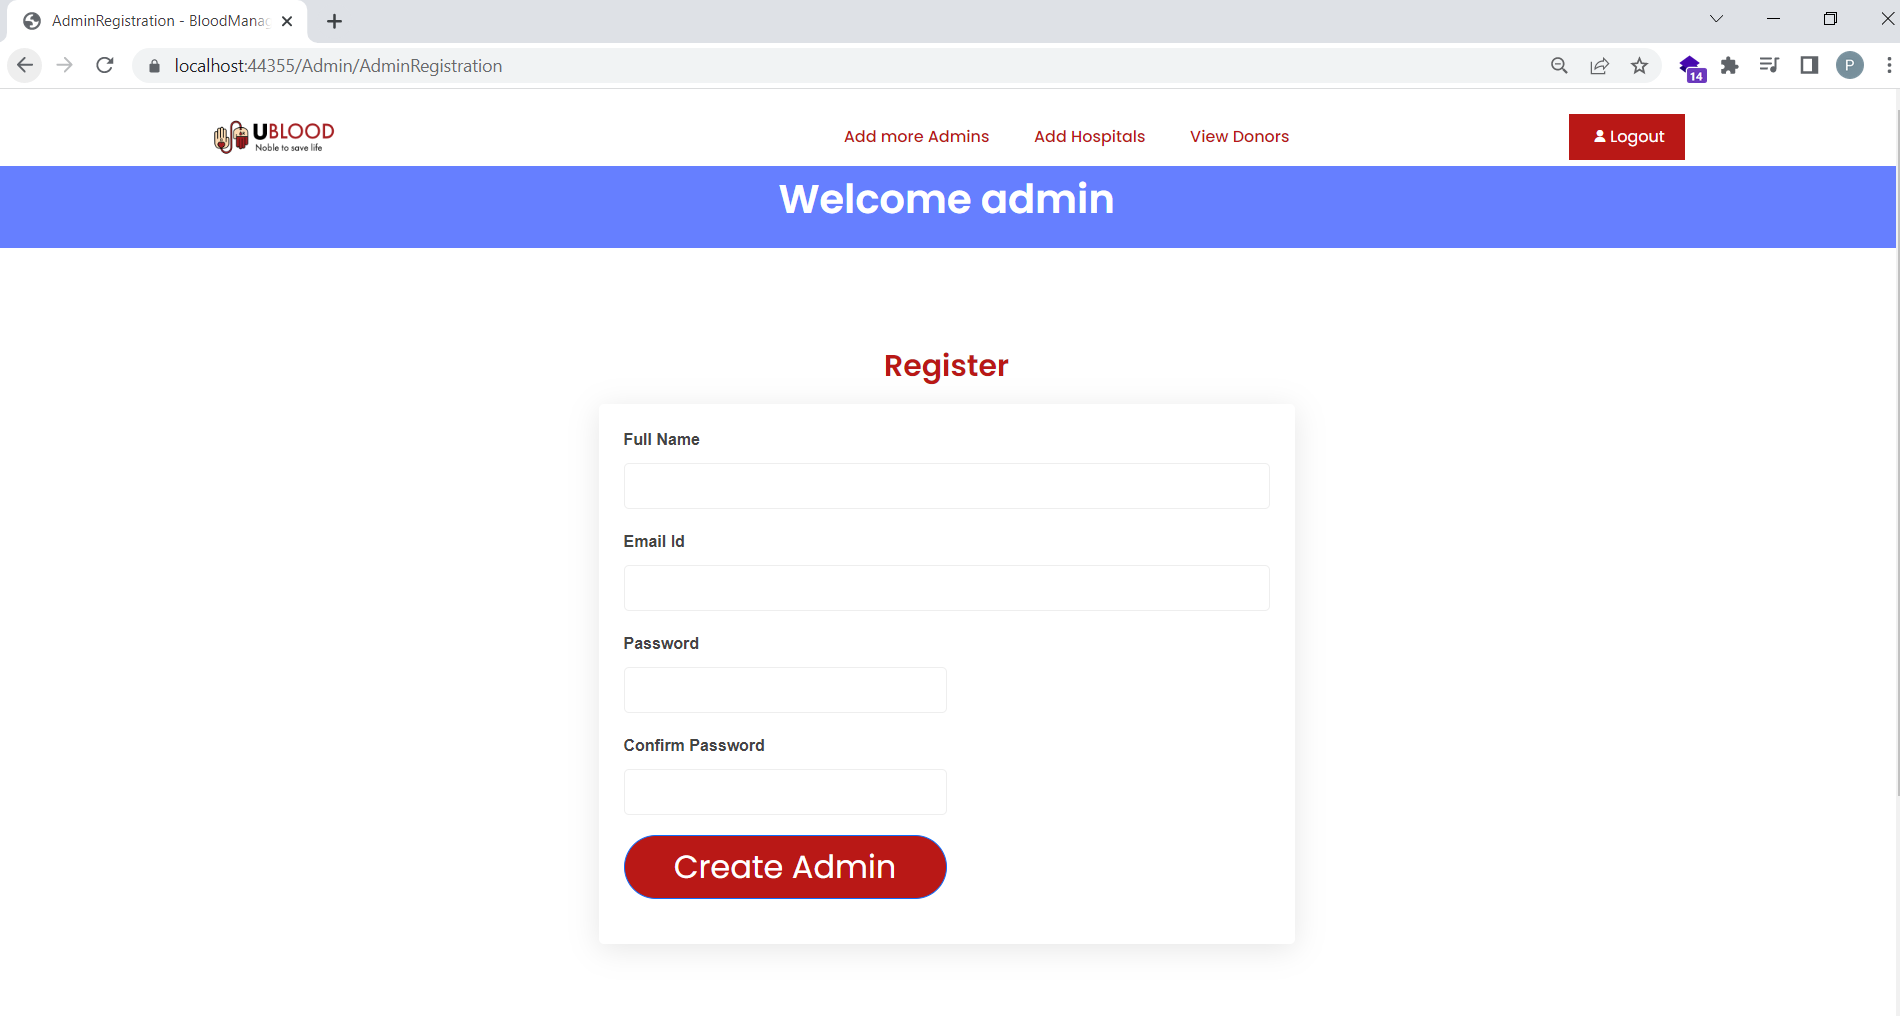 AdminRegistration - BloodManag
localhost:44355/Admin/AdminRegistration
14
P
UBLOOD
Noble to save life
Add more Admins
Add Hospitals
View Donors
Logout
Welcome admin
Register
Full Name
Email Id
Password
Confirm Password
Create Admin